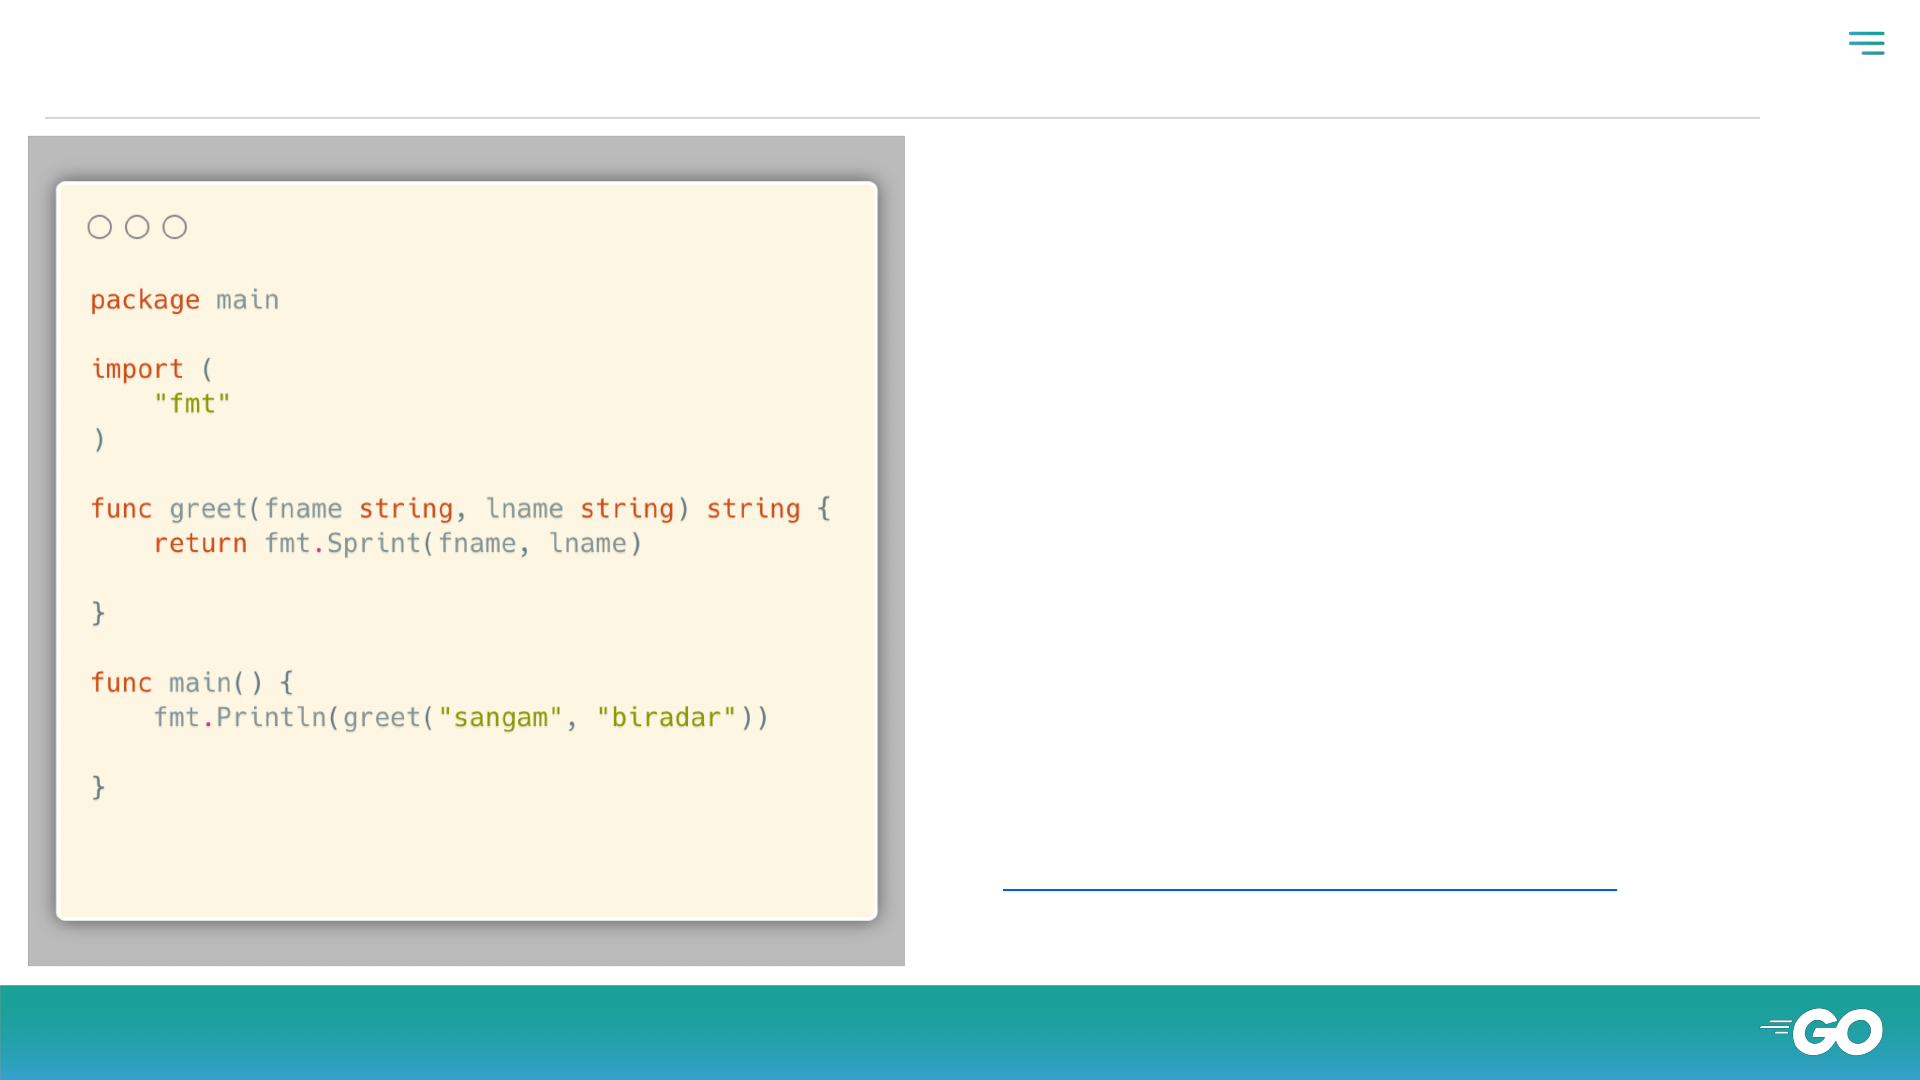 package main
import (
"fmt"
)
func greet(fname string, lname string) string {
return fmt.Sprint(fname, lname)
}
func main() {
fmt.Println(greet("sangam", "biradar"))
}
GO